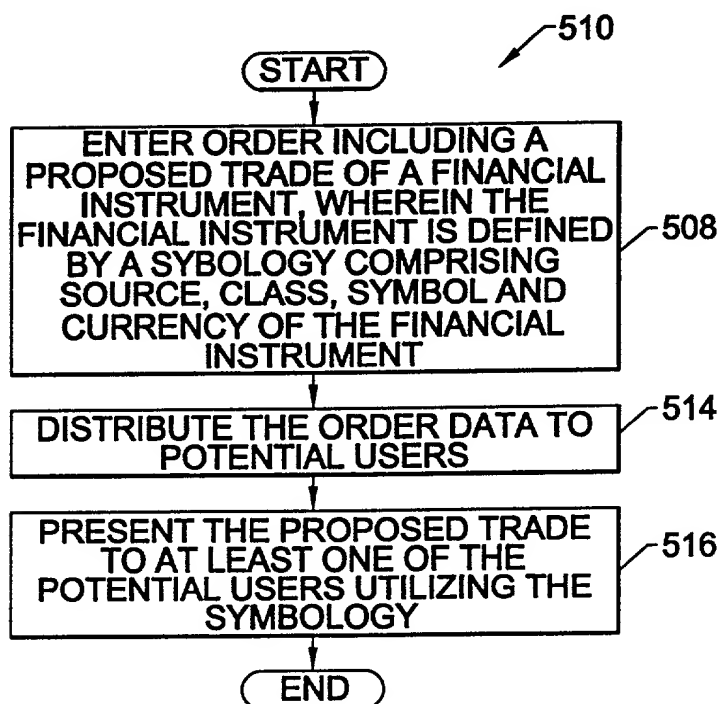 510
START
ENTER ORDER INCLUDING A
PROPOSED TRADE OF A FINANCIAL
INSTRUMENT, WHEREIN THE
FINANCIAL INSTRUMENT IS DEFINED
BY A SYBOLOGY COMPRISING
SOURCE, CLASS, SYMBOL AND
CURRENCY OF THE FINANCIAL
INSTRUMENT
508
DISTRIBUTE THE ORDER DATA TO
POTENTIAL USERS
514
PRESENT THE PROPOSED TRADE
TO AT LEAST ONE OF THE
POTENTIAL USERS UTILIZING THE
SYMBOLOGY
516
END